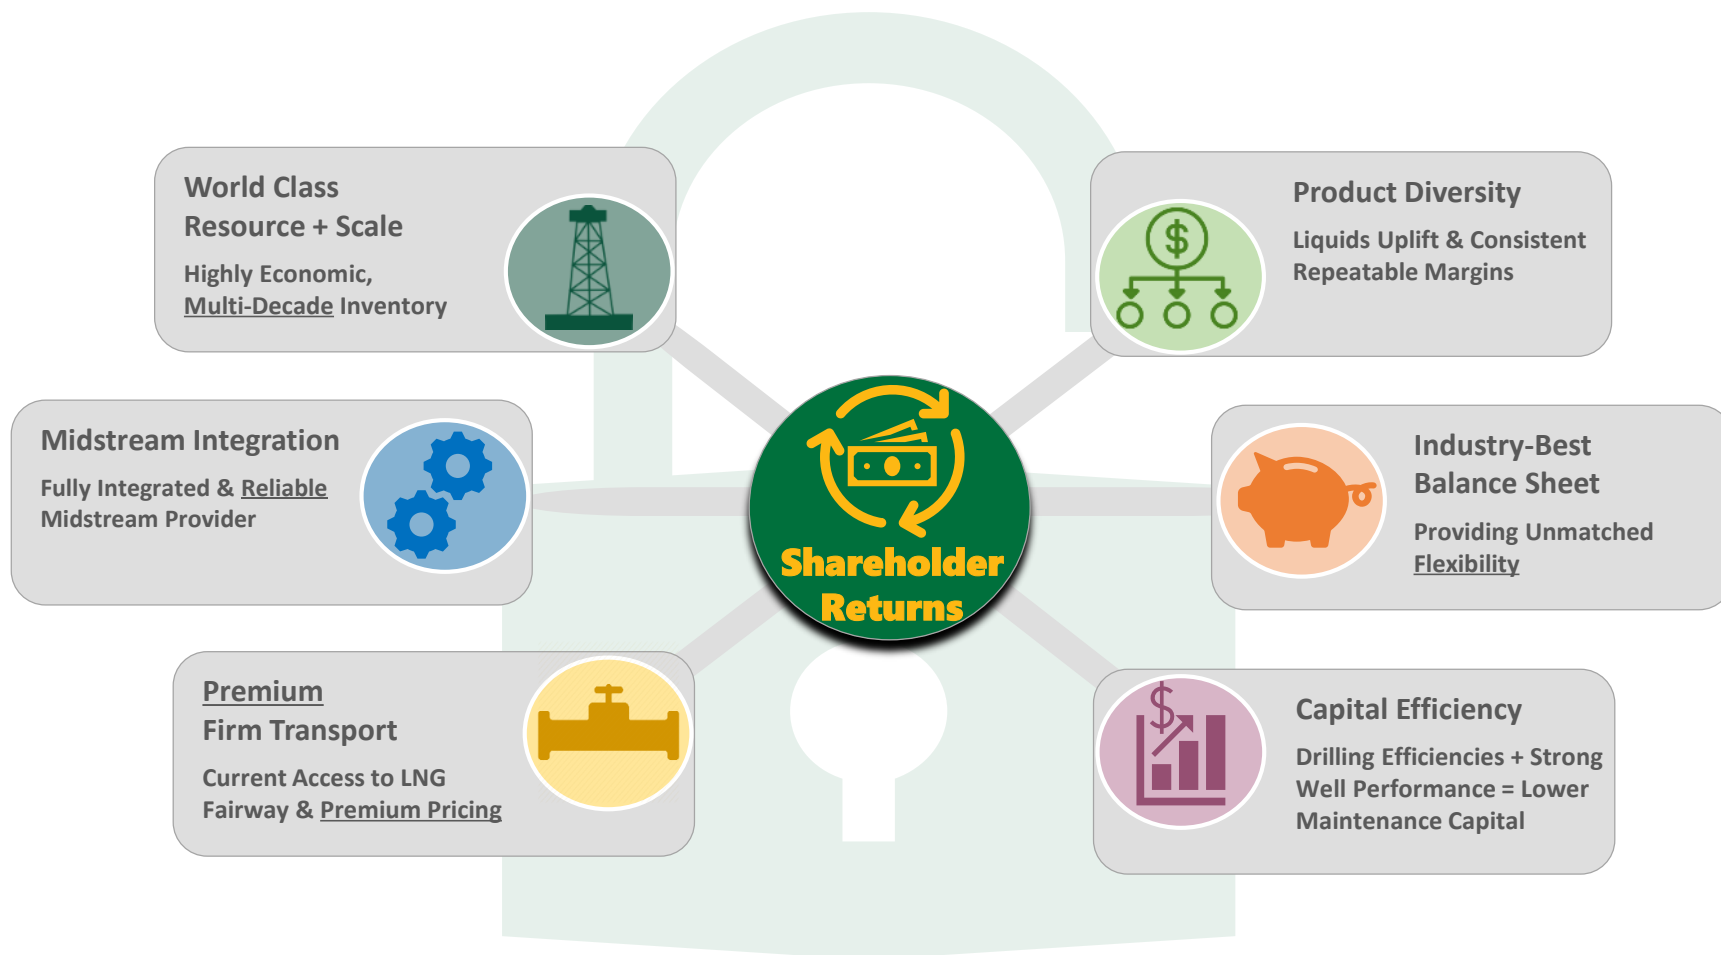 World Class
Resource + Scale
Highly Economic,
Multi-Decade Inventory
Midstream Integration
Fully Integrated & Reliable
Midstream Provider
Premium
Firm Transport
Current Access to LNG
Fairway & Premium Pricing
$
Shareholder
Returns
Product Diversity
Liquids Uplift & Consistent
Repeatable Margins
Industry-Best
Balance Sheet
Providing Unmatched
Flexibility
$
Capital Efficiency
Drilling Efficiencies + Strong
Well Performance = Lower
Maintenance Capital